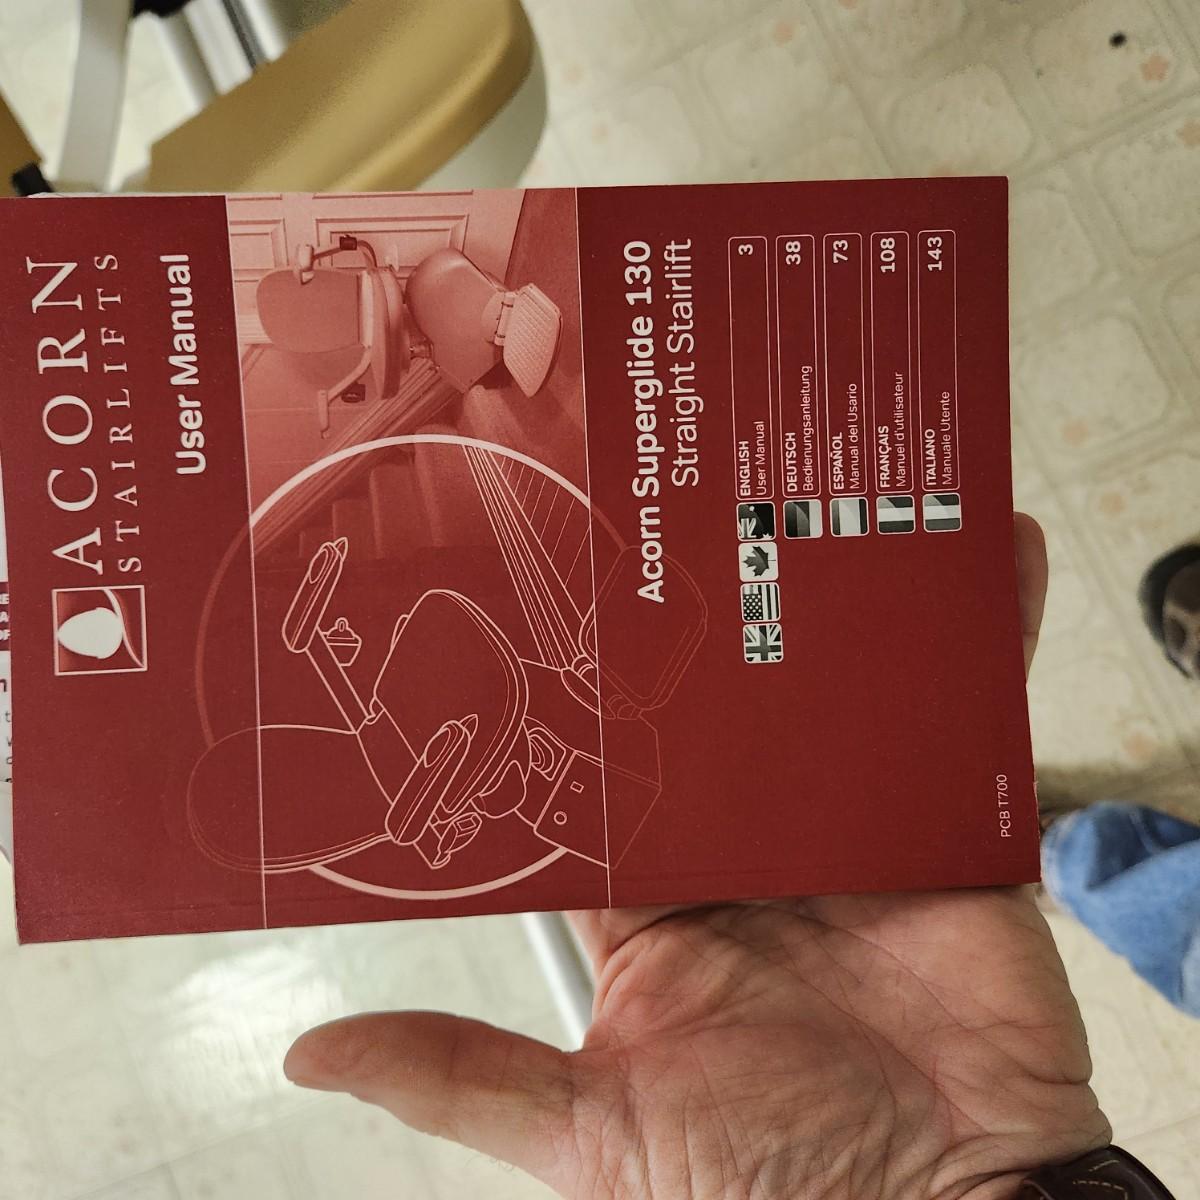 ACORN
STAIRLIFTS
User Manual
Acorn Superglide 130
Straight Stairlift
ENGLISH
User Manual
3
DEUTSCH
Bedienungsanleitung
38
ESPAÑOL
Manual del Usario
73
FRANÇAIS
Manuel d'utilisateur
108
ITALIANO
Manuale Utente
143
PCB T700